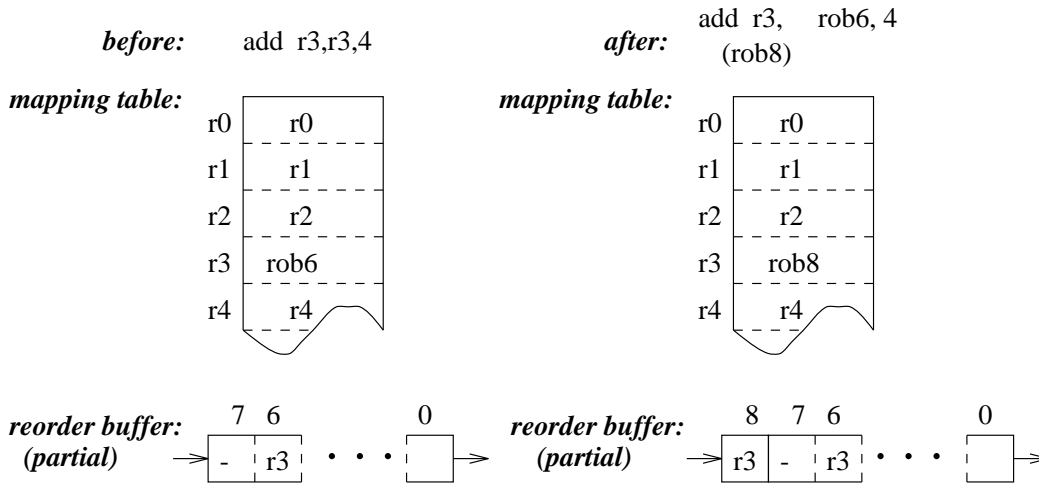 before: add r3,r3,4
mapping table:
r0 r0
r1 r1
r2 r2
r3 rob6
r4 r4
7 6 0
reorder buffer:
(partial) - r3 • • •
after: add r3, rob6, 4
(rob8)
mapping table:
r0 r0
r1 r1
r2 r2
r3 rob8
r4 r4
8 7 6 0
reorder buffer:
(partial) r3 - r3 • • •